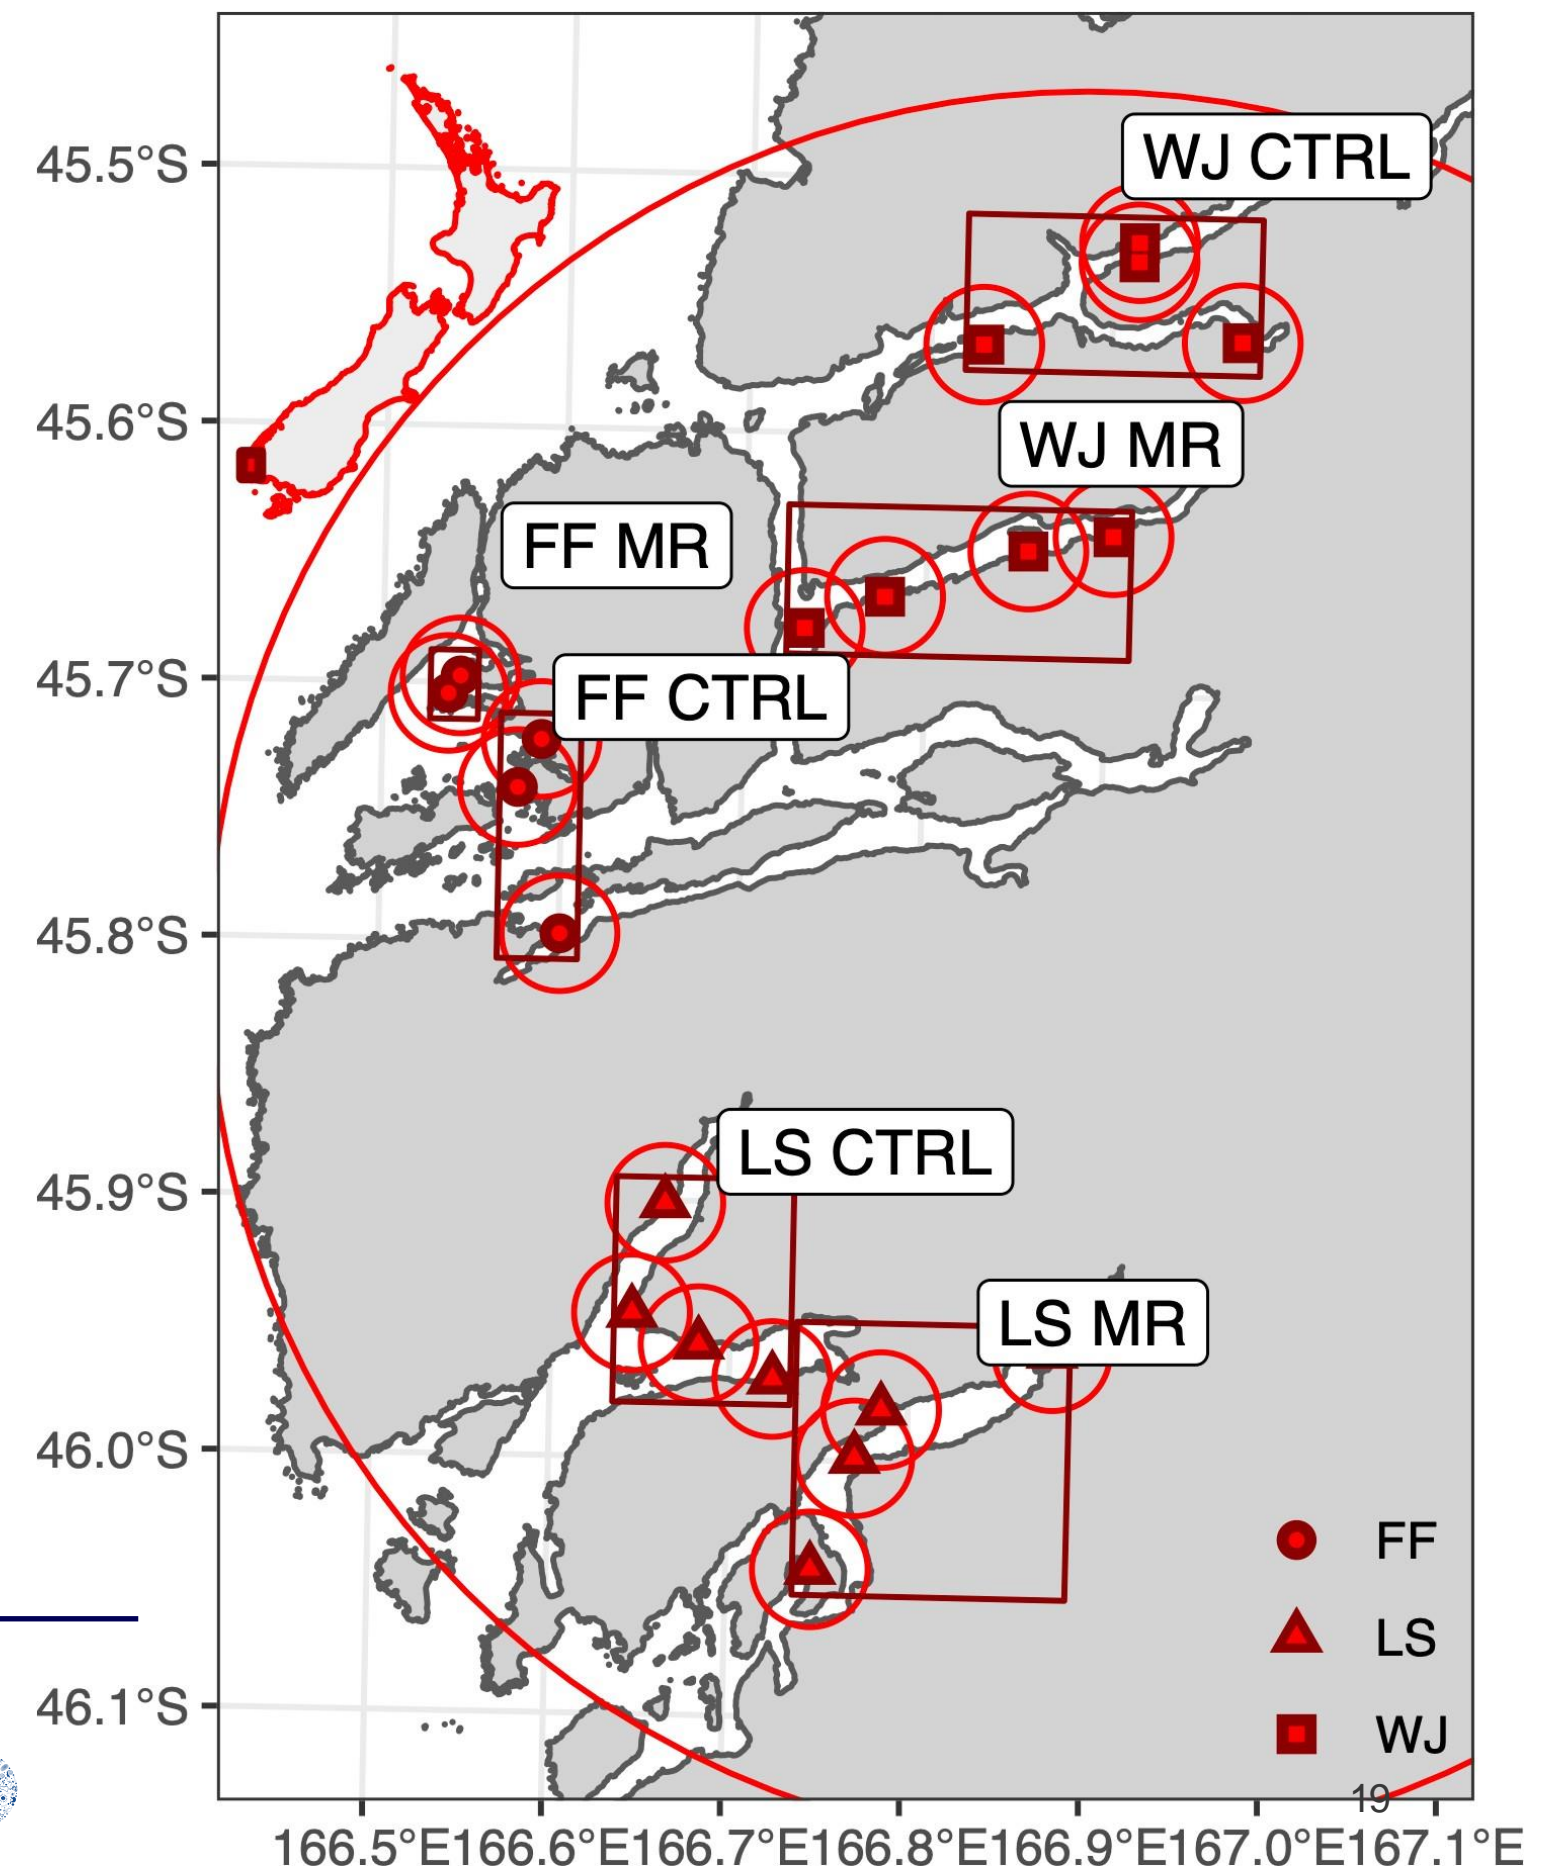 45.5°S
45.6°S
45.7°S
45.8°S
45.9°S
46.0°S
46.1°S
WJ CTRL
WJ MR
FF MR
FF CTRL
LS CTRL
LS MR
FF
LS
WJ
19
166.5°E166.6°E166.7°E166.8°E166.9°E167.0°E167.1°E